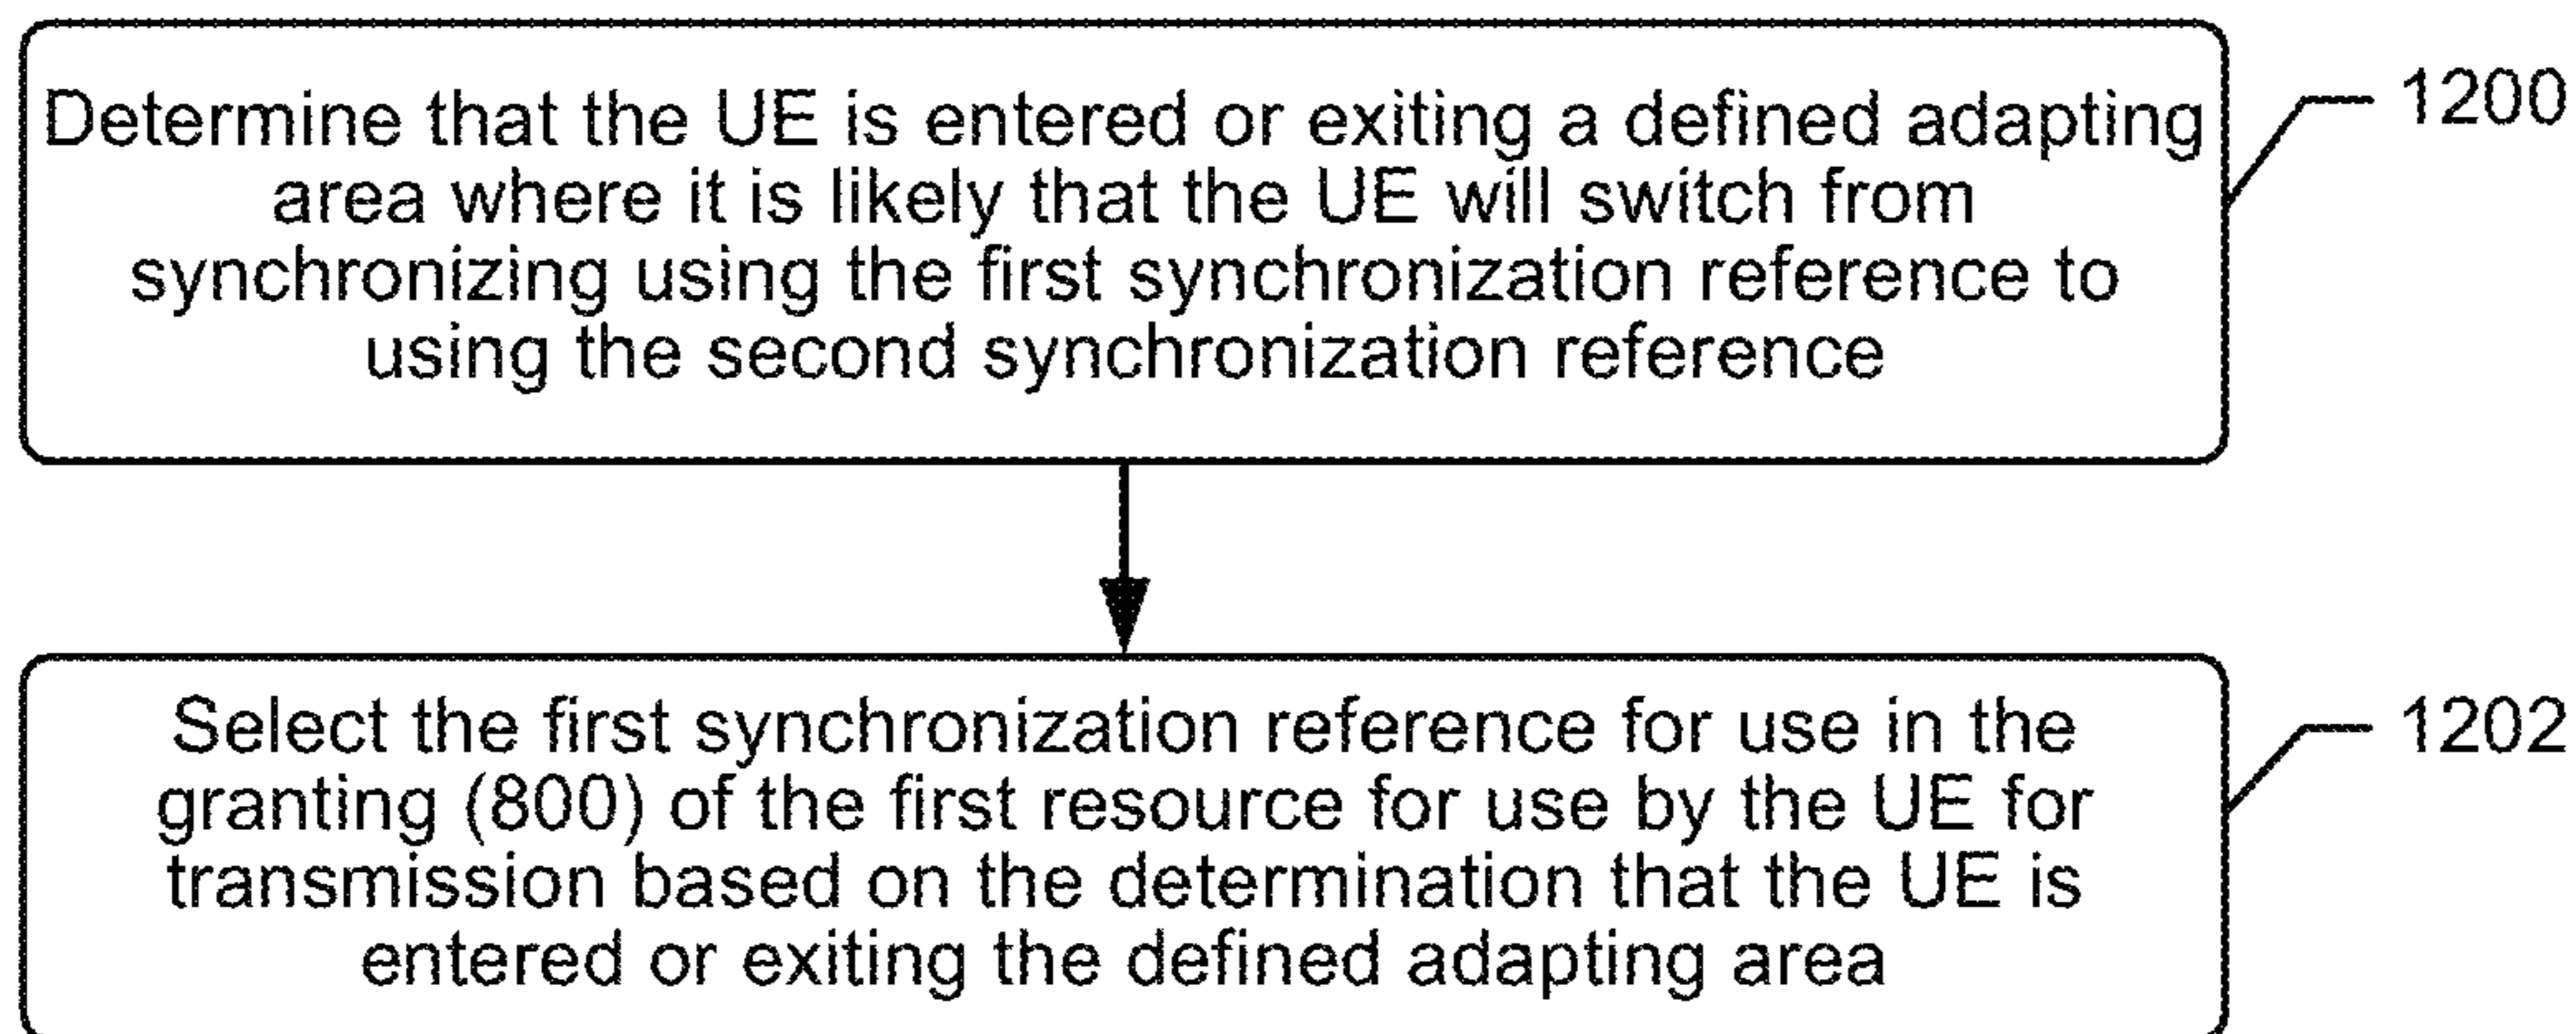 Determine that the UE is entered or exiting a defined adapting
area where it is likely that the UE will switch from
synchronizing using the first synchronization reference to
using the second synchronization reference
1200
Select the first synchronization reference for use in the
granting (800) of the first resource for use by the UE for
transmission based on the determination that the UE is
entered or exiting the defined adapting area
1202